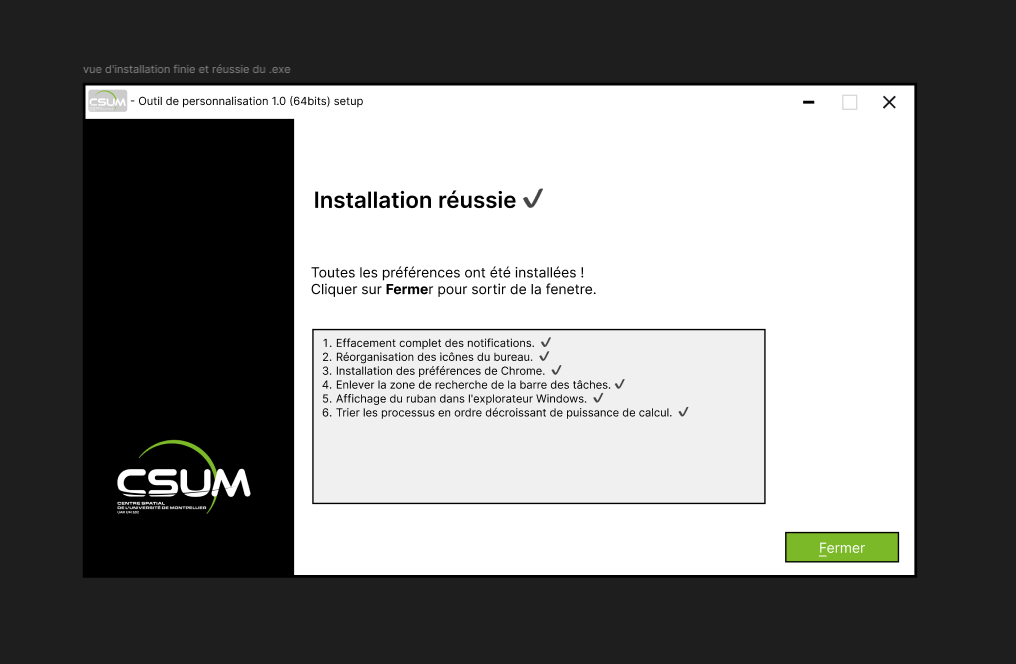 vue d'installation finie et réussie du .exe
CSUM - Outil de personnalisation 1.0 (64bits) setup
Installation réussie ✓
Toutes les préférences ont été installées !
Cliquer sur Fermer pour sortir de la fenetre.
1. Effacement complet des notifications. ✓
2. Réorganisation des icônes du bureau. ✓
3. Installation des préférences de Chrome. ✓
4. Enlever la zone de recherche de la barre des tâches. ✓
5. Affichage du ruban dans l'explorateur Windows. ✓
6. Trier les processus en ordre décroissant de puissance de calcul. ✓
CSUM
CENTRE SPATIAL
DE L'UNIVERSITÉ DE MONTPELLIER
Fermer